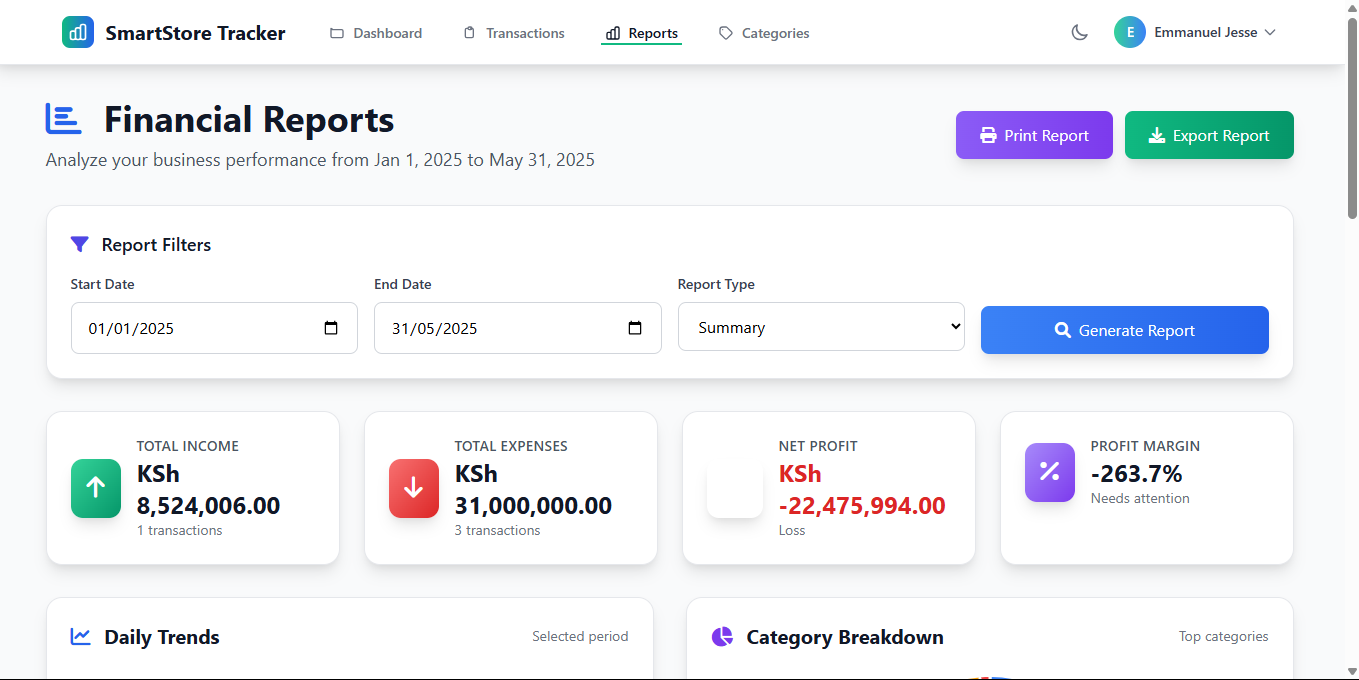 SmartStore Tracker
Dashboard
Transactions
Reports
Categories
E
Emmanuel Jesse
Financial Reports
Analyze your business performance from Jan 1, 2025 to May 31, 2025
Print Report
Export Report
Report Filters
Start Date
End Date
Report Type
01/01/2025
31/05/2025
Summary
Generate Report
TOTAL INCOME
KSh
8,524,006.00
1 transactions
TOTAL EXPENSES
KSh
31,000,000.00
3 transactions
NET PROFIT
KSh
-22,475,994.00
Loss
PROFIT MARGIN
-263.7%
Needs attention
Daily Trends
Selected period
Category Breakdown
Top categories